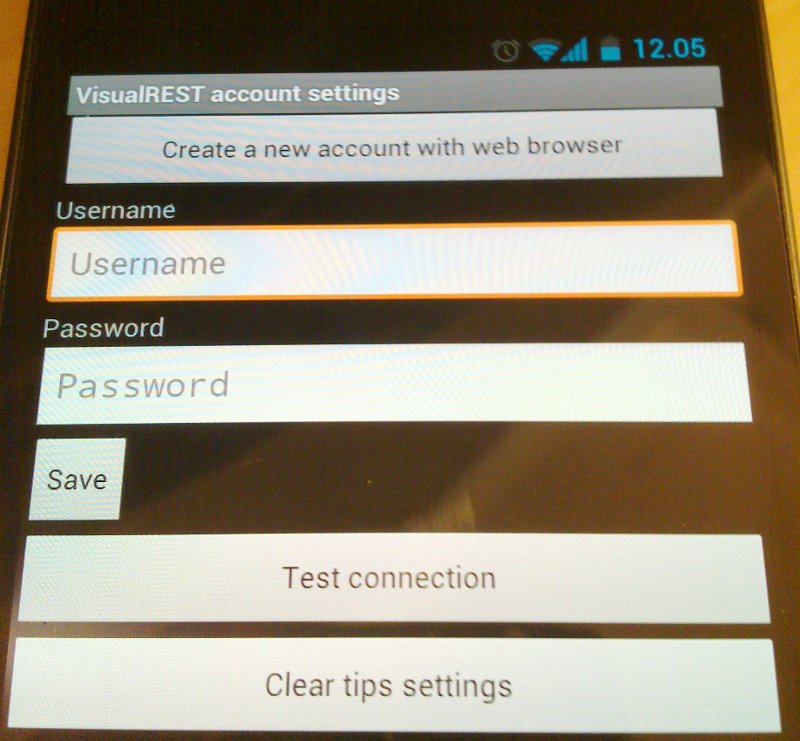 12.05
VisualREST account settings
Create a new account with web browser
Username
Username
Password
Password
Save
Test connection
Clear tips settings